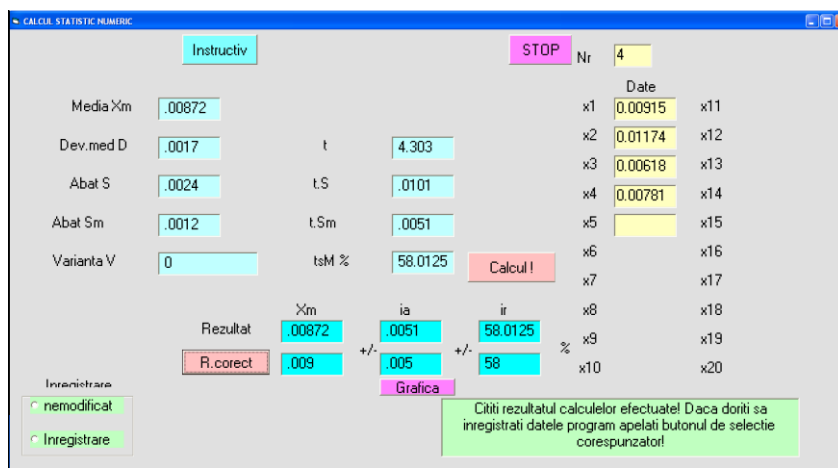 CALCUL STATISTIC NUMERIC
Instructiv
STOP
Nr 4
Date
Media Xm .00872
Dev.med D .0017
Abat S .0024
Abat Sm .0012
Varianta V 0
t 4.303
t.S .0101
t.Sm .0051
tsM % 58.0125
Calcul !
x1 0.00915 x11
x2 0.01174 x12
x3 0.00618 x13
x4 0.00781 x14
x5 x15
x6 x16
x7 x17
x8 x18
x9 x19
x10 x20
Xm ia ir
Rezultat .00872 +/- .0051 +/- 58.0125 %
R.corect .009 .005 58
Grafica
Inregistrare
nemodificat
Inregistrare
Cititi rezultatul calculelor efectuate! Daca doriti sa
inregistrati datele program apelati butonul de selectie
corespunzator!